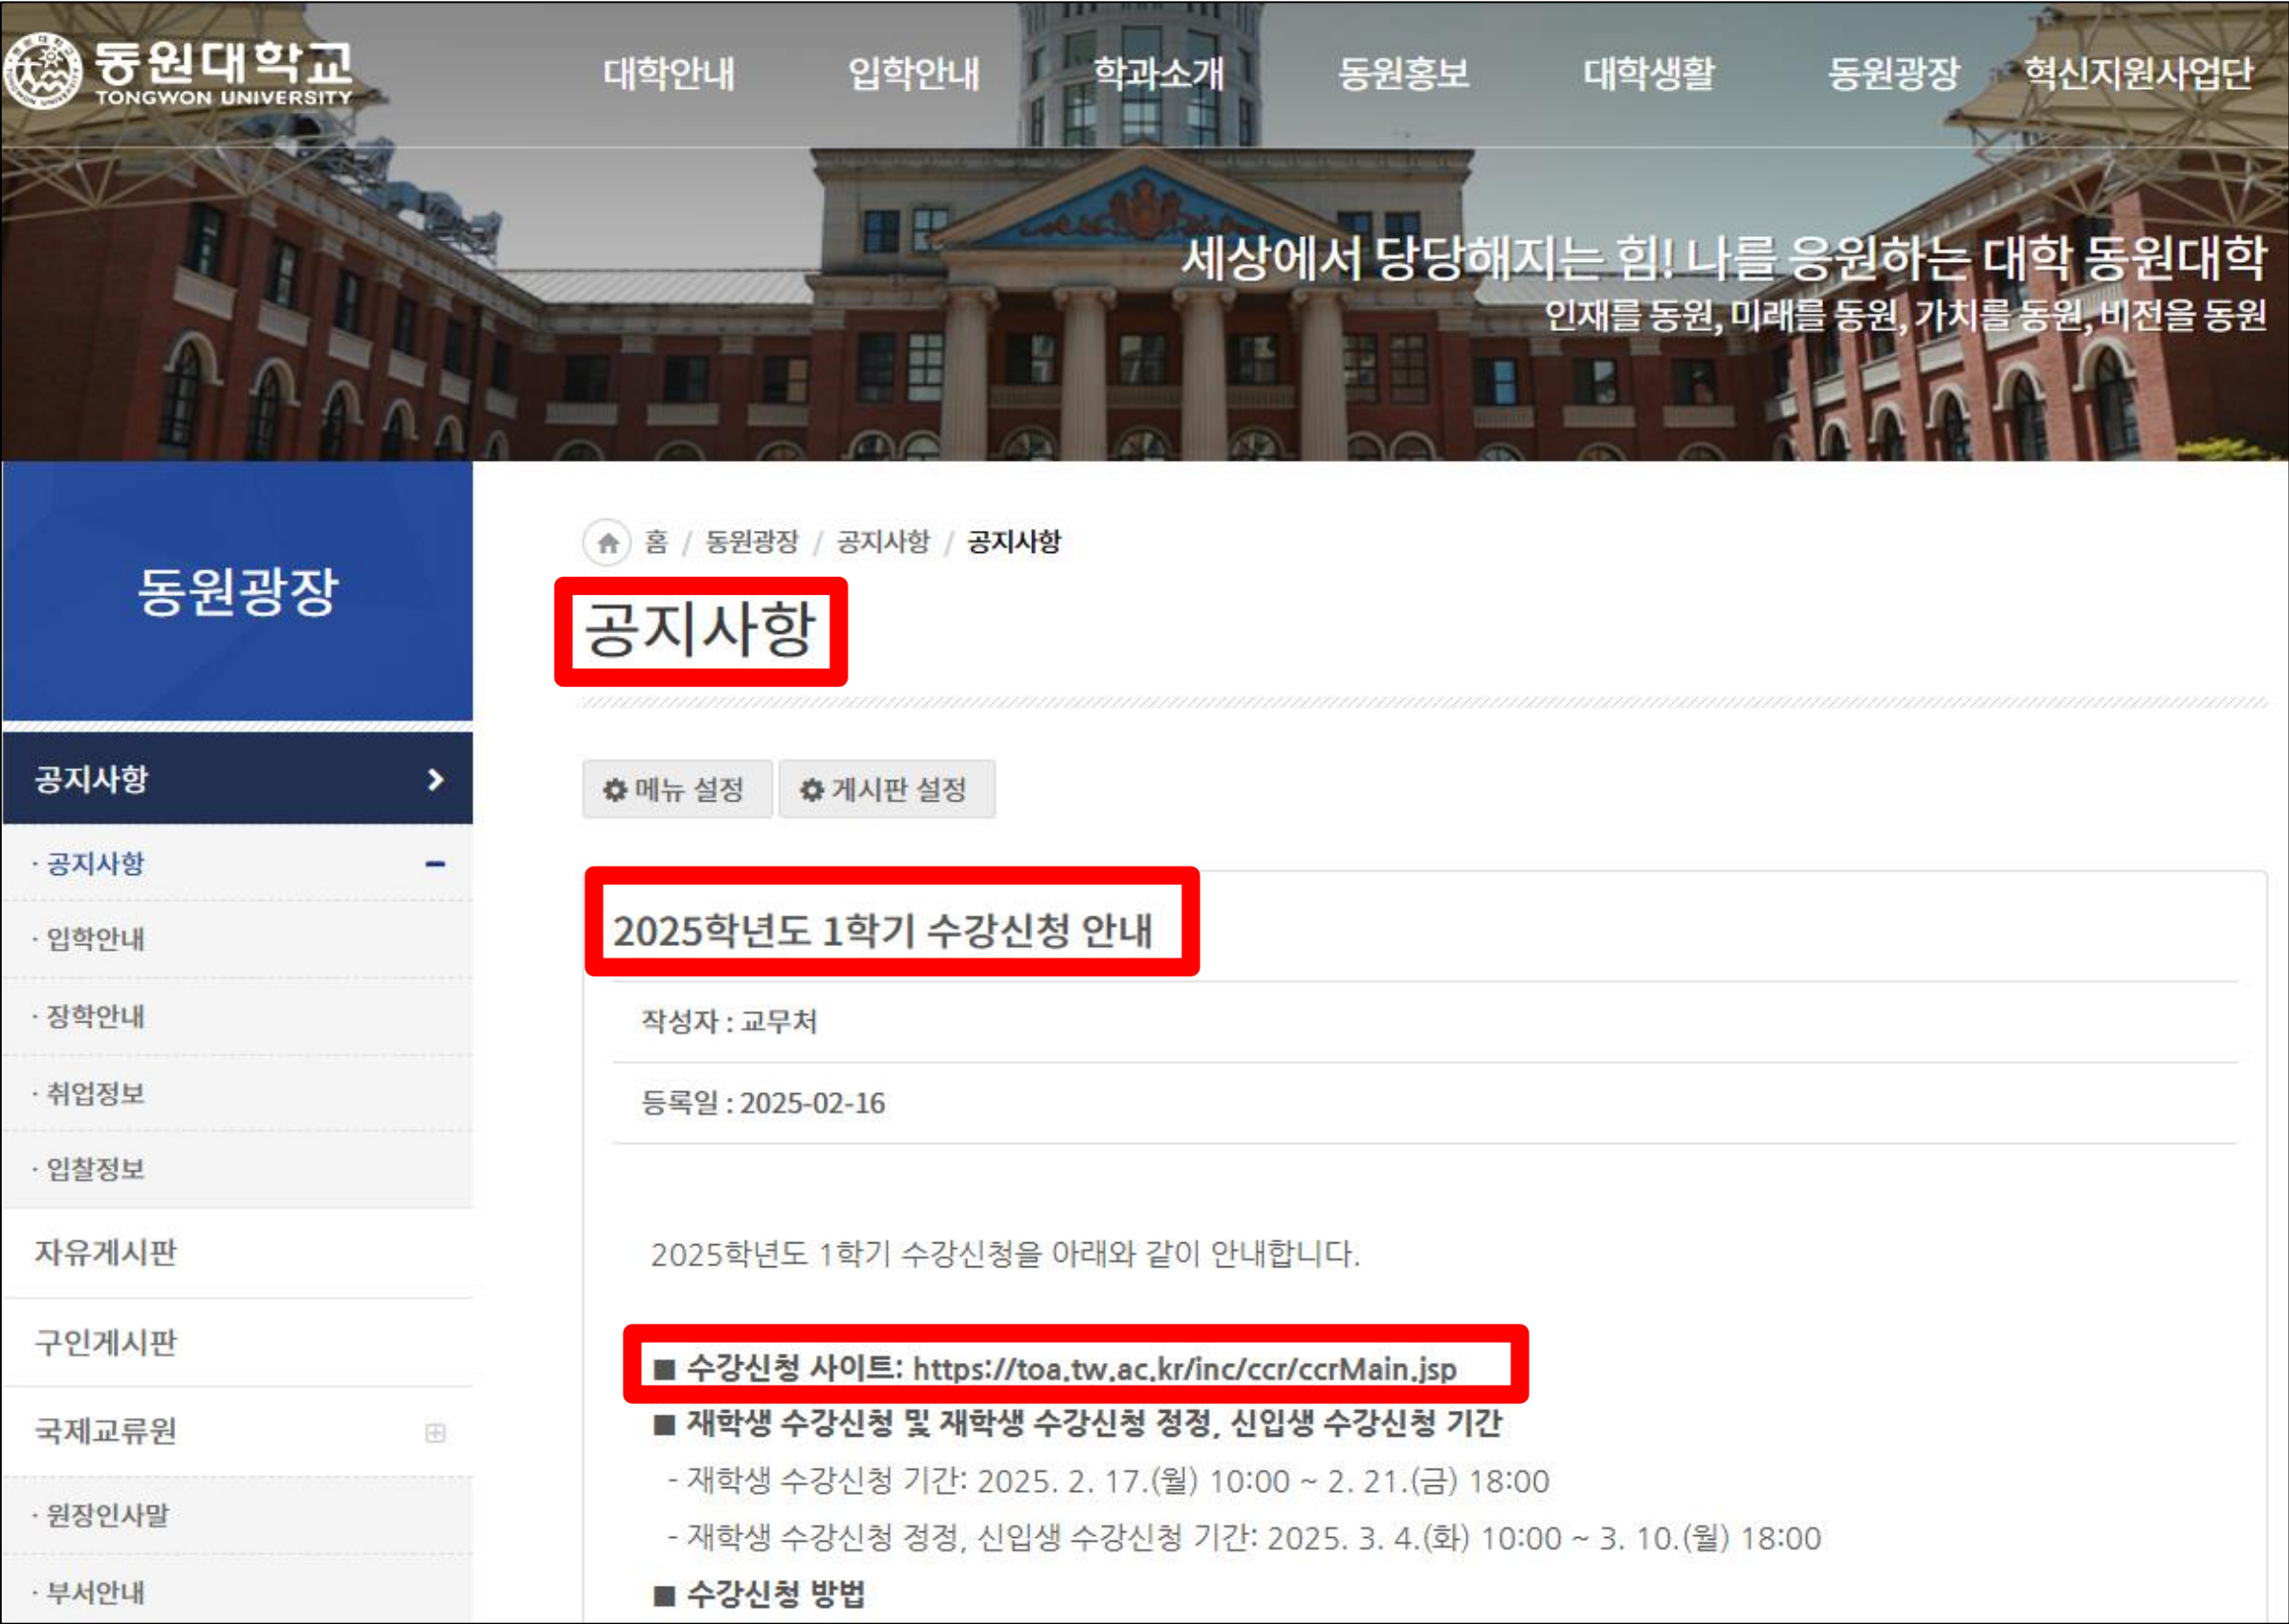 동원대학교
TONGWON UNIVERSITY
대학안내 입학안내 학과소개 동원홍보 대학생활 동원광장 혁신지원사업단
세상에서 당당해지는 힘! 나를 응원하는 대학 동원대학
인재를 동원, 미래를 동원, 가치를 동원, 비전을 동원
동원광장
공지사항
· 공지사항
· 입학안내
· 장학안내
· 취업정보
· 입찰정보
자유게시판
구인게시판
국제교류원
· 원장인사말
· 부서안내
홈 / 동원광장 / 공지사항 / 공지사항
공지사항
메뉴 설정 게시판 설정
2025학년도 1학기 수강신청 안내
작성자 : 교무처
등록일 : 2025-02-16
2025학년도 1학기 수강신청을 아래와 같이 안내합니다.
■ 수강신청 사이트: https://toa.tw.ac.kr/inc/ccr/ccrMain.jsp
■ 재학생 수강신청 및 재학생 수강신청 정정, 신입생 수강신청 기간
- 재학생 수강신청 기간: 2025. 2. 17.(월) 10:00 ~ 2. 21.(금) 18:00
- 재학생 수강신청 정정, 신입생 수강신청 기간: 2025. 3. 4.(화) 10:00 ~ 3. 10.(월) 18:00
■ 수강신청 방법